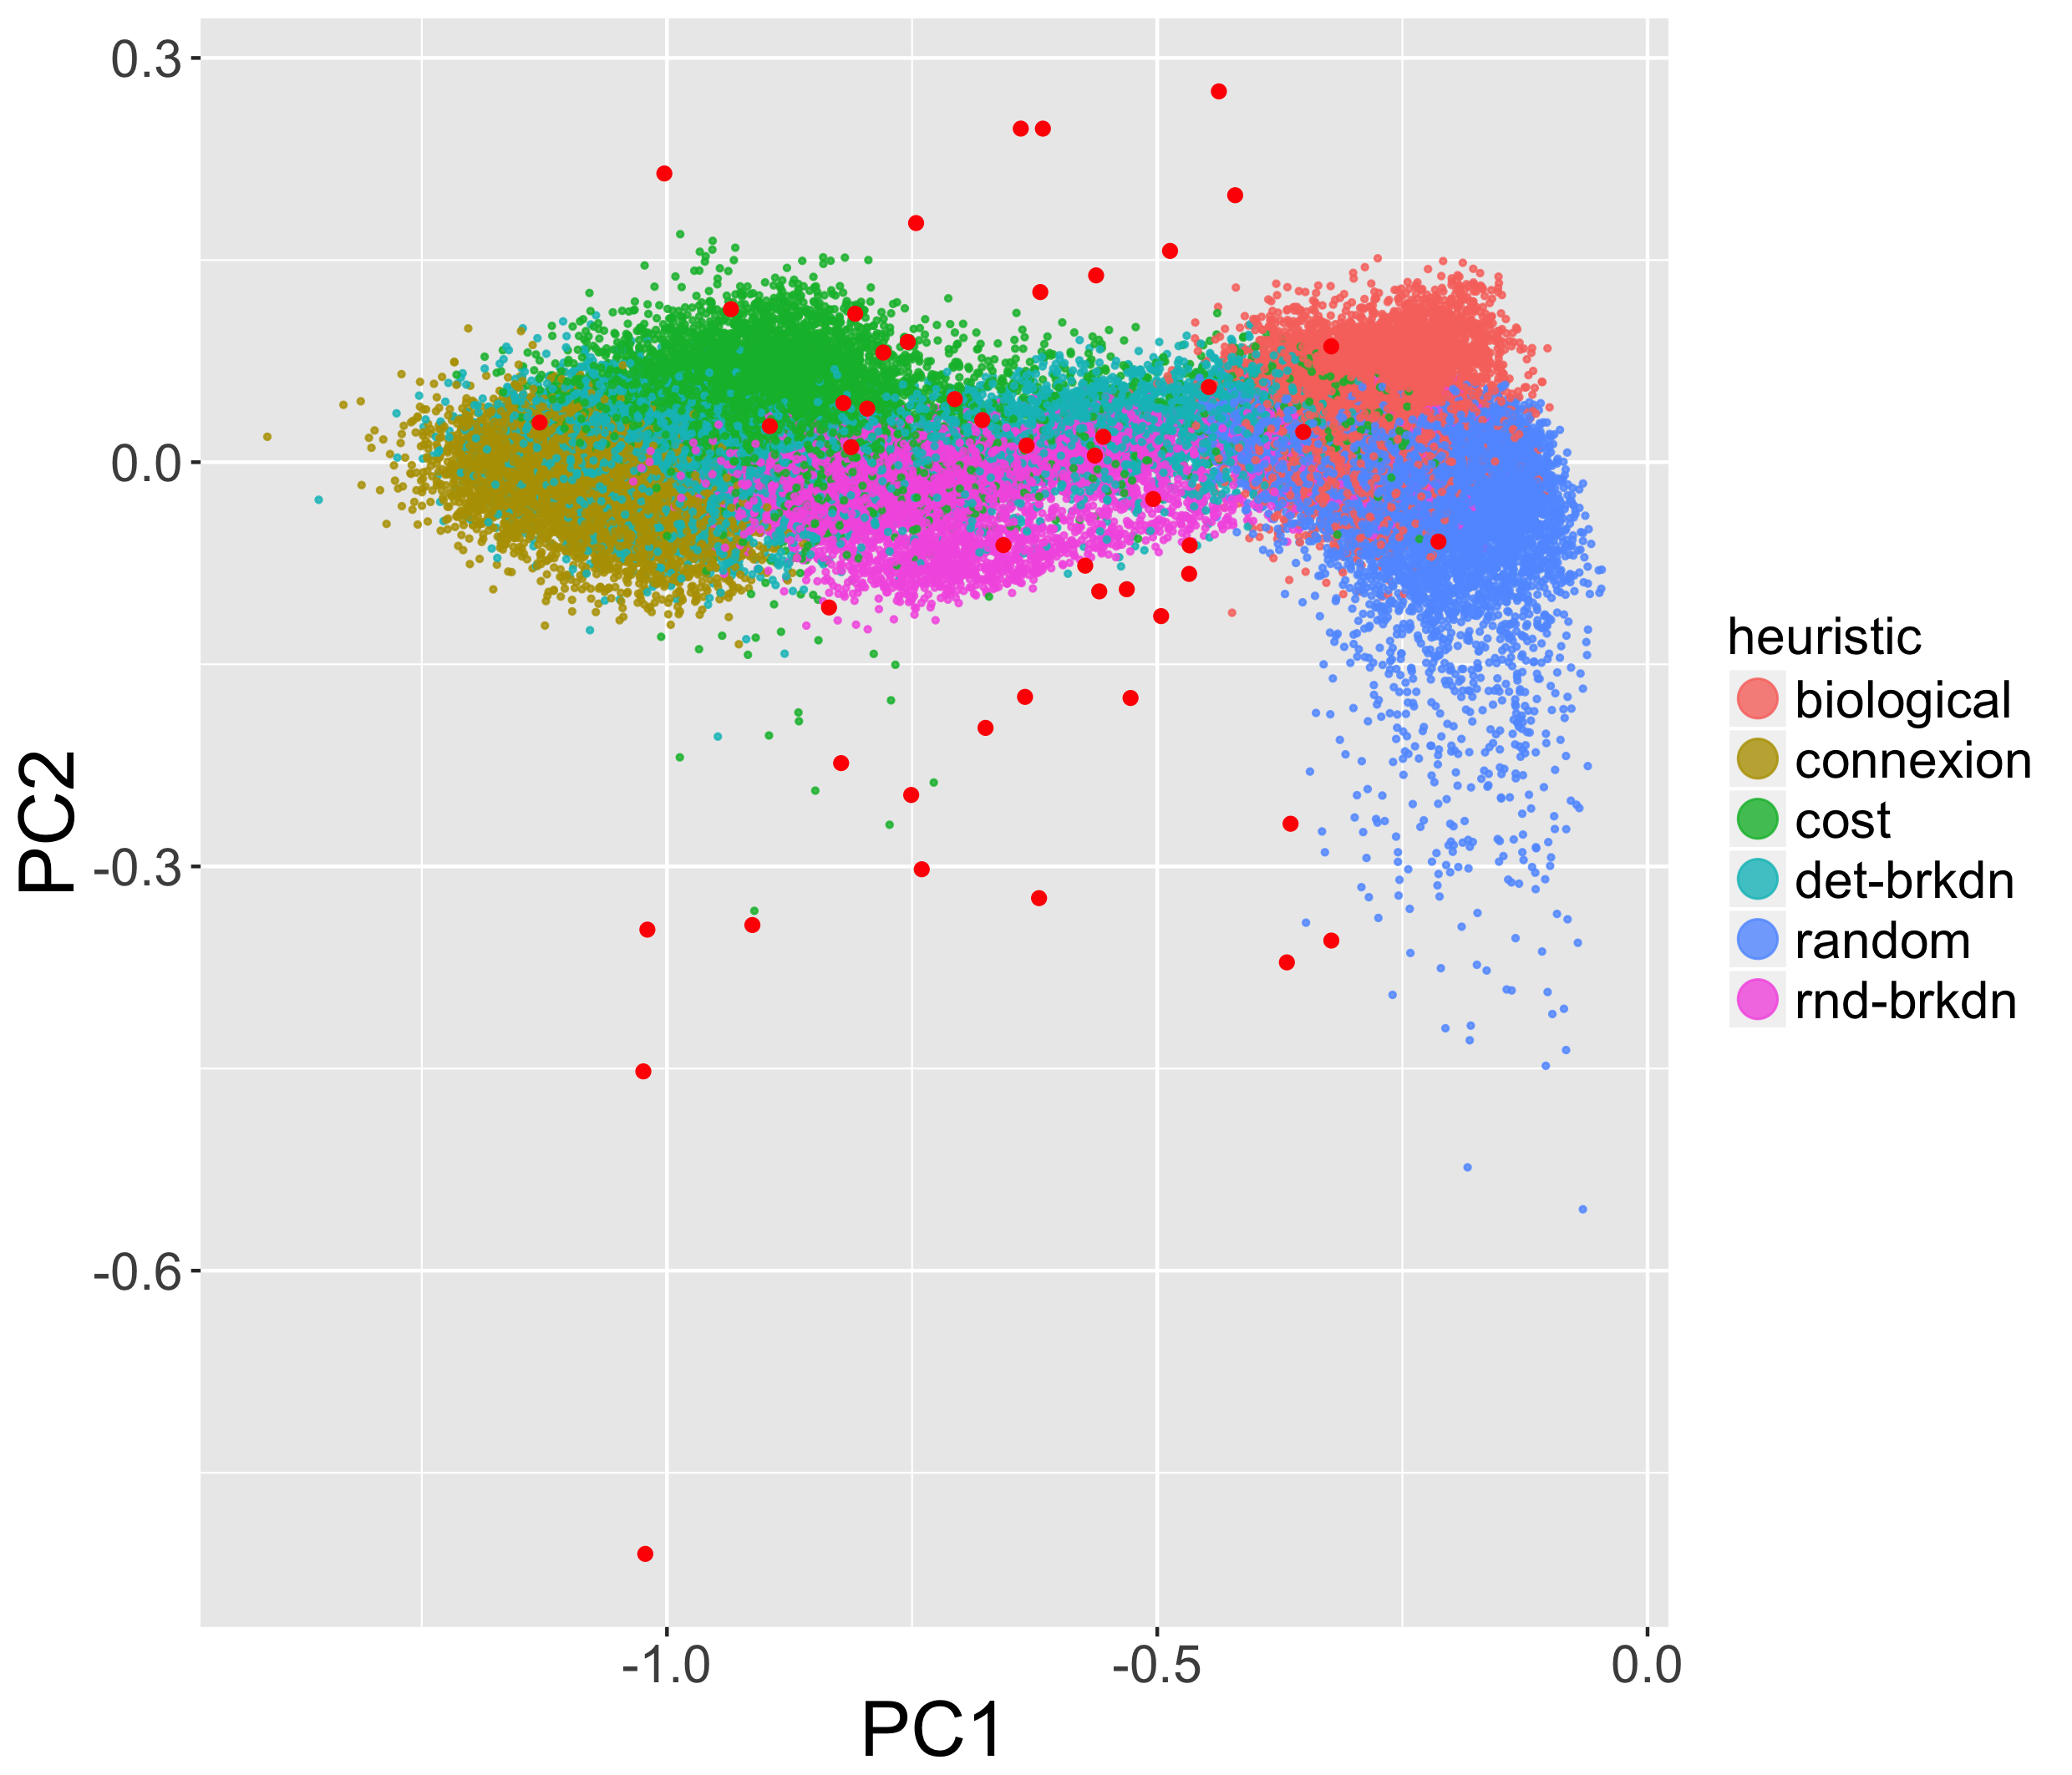 0.3
0.0
-0.3
-0.6
PC2
-1.0
-0.5
0.0
PC1
heuristic
biological
connexion
cost
det-brkdn
random
rnd-brkdn